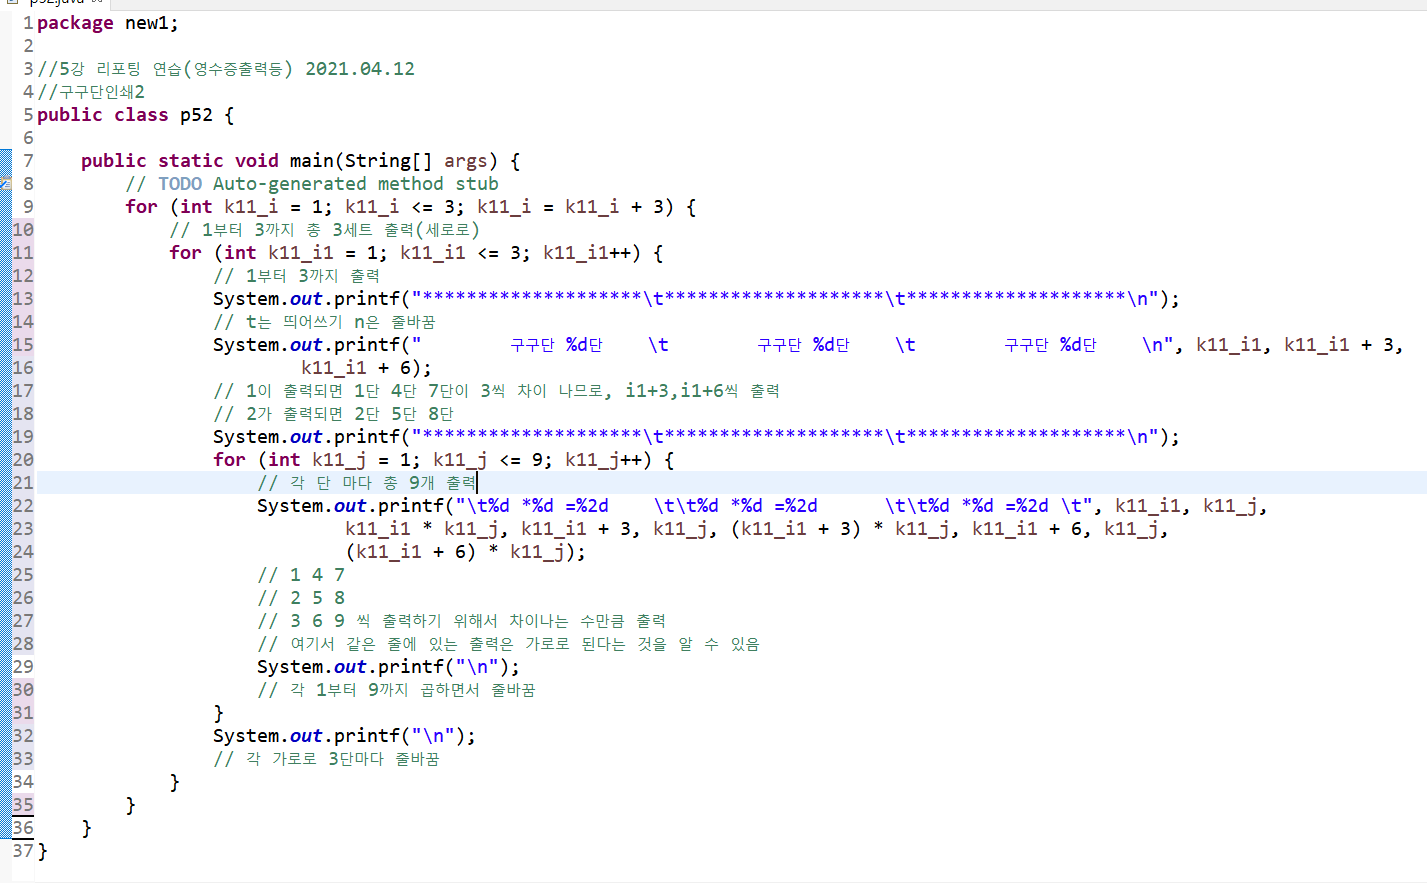 p52.java
1 package new1;
2
3 //5강 리포팅 연습(영수증출력등) 2021.04.12
4 //구구단인쇄2
5 public class p52 {
6
7     public static void main(String[] args) {
8         // TODO Auto-generated method stub
9         for (int k11_i = 1; k11_i <= 3; k11_i = k11_i + 3) {
10             // 1부터 3까지 총 3세트 출력(세로로)
11             for (int k11_i1 = 1; k11_i1 <= 3; k11_i1++) {
12                 // 1부터 3까지 출력
13                 System.out.printf("********************\t********************\t********************\n");
14                 // t는 띄어쓰기 n은 줄바꿈
15                 System.out.printf("        구구단 %d단    \t        구구단 %d단    \t        구구단 %d단    \n", k11_i1, k11_i1 + 3,
16                         k11_i1 + 6);
17                 // 1이 출력되면 1단 4단 7단이 3씩 차이 나므로, i1+3,i1+6씩 출력
18                 // 2가 출력되면 2단 5단 8단
19                 System.out.printf("********************\t********************\t********************\n");
20                 for (int k11_j = 1; k11_j <= 9; k11_j++) {
21                     // 각 단 마다 총 9개 출력
22                     System.out.printf("\t%d *%d =%2d    \t\t%d *%d =%2d      \t\t%d *%d =%2d \t", k11_i1, k11_j,
23                             k11_i1 * k11_j, k11_i1 + 3, k11_j, (k11_i1 + 3) * k11_j, k11_i1 + 6, k11_j,
24                             (k11_i1 + 6) * k11_j);
25                     // 1 4 7
26                     // 2 5 8
27                     // 3 6 9 씩 출력하기 위해서 차이나는 수만큼 출력
28                     // 여기서 같은 줄에 있는 출력은 가로로 된다는 것을 알 수 있음
29                     System.out.printf("\n");
30                     // 각 1부터 9까지 곱하면서 줄바꿈
31                 }
32                 System.out.printf("\n");
33                 // 각 가로로 3단마다 줄바꿈
34             }
35         }
36     }
37 }